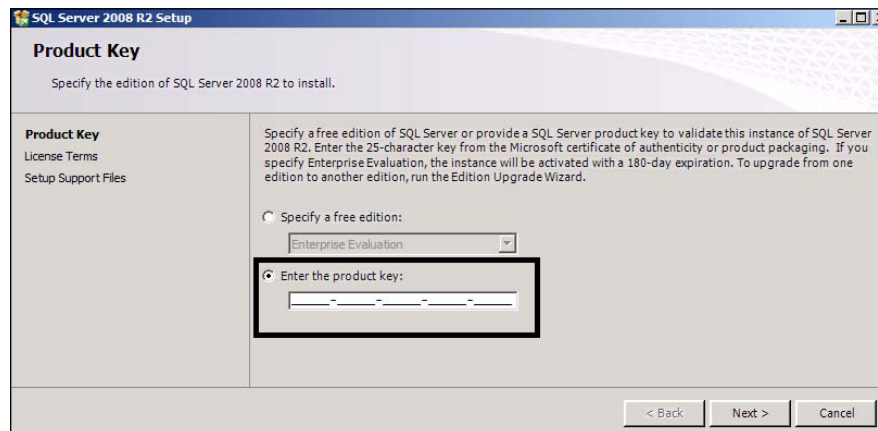 SQL Server 2008 R2 Setup
Product Key
Specify the edition of SQL Server 2008 R2 to install.
Product Key
License Terms
Setup Support Files
Specify a free edition of SQL Server or provide a SQL Server product key to validate this instance of SQL Server
2008 R2. Enter the 25-character key from the Microsoft certificate of authenticity or product packaging. If you
specify Enterprise Evaluation, the instance will be activated with a 180-day expiration. To upgrade from one
edition to another edition, run the Edition Upgrade Wizard.
Specify a free edition:
Enterprise Evaluation
Enter the product key:
_____-_____-_____-_____-_____
< Back
Next >
Cancel